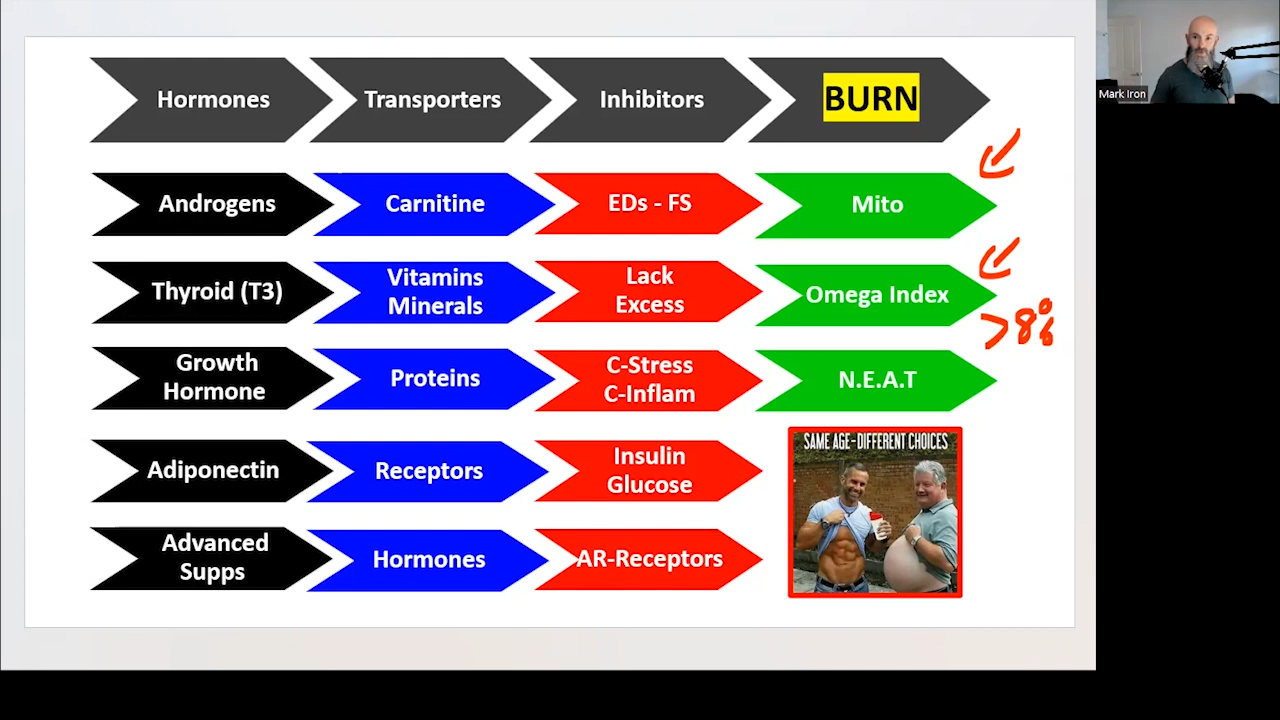 Hormones
Transporters
Inhibitors
BURN
Androgens
Carnitine
EDs - FS
Mito
Thyroid (T3)
Vitamins
Minerals
Lack
Excess
Omega Index
>8%
Growth
Hormone
Proteins
C-Stress
C-Inflam
N.E.A.T
Adiponectin
Receptors
Insulin
Glucose
SAME AGE-DIFFERENT CHOICES
Advanced
Supps
Hormones
AR-Receptors
Mark Iron